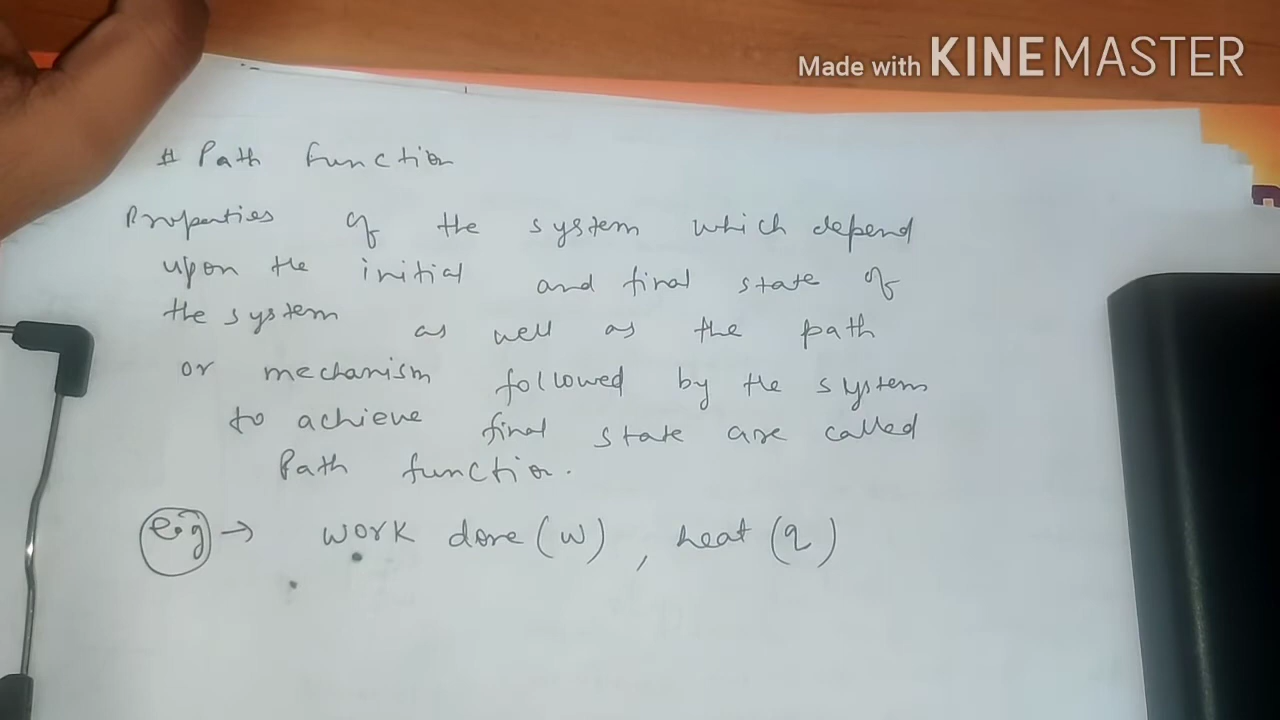 Made with KINEMASTER
# Path function
Properties of the system which depend
upon the initial and final state of
the system as well as the path
or mechanism followed by the system
to achieve final state are called
Path function.
e.g → work done (w), heat (q)